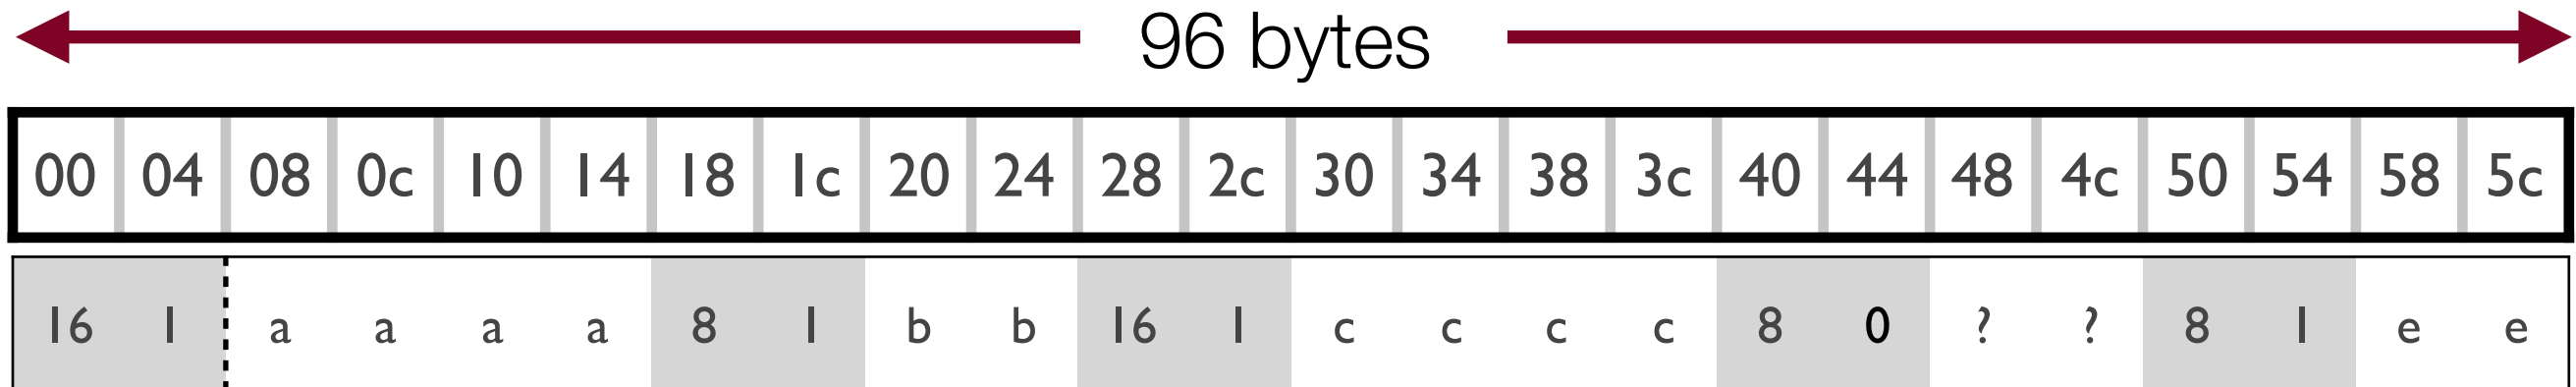 96 bytes
00 04 08 0c 10 14 18 1c 20 24 28 2c 30 34 38 3c 40 44 48 4c 50 54 58 5c
16 1 a a a a 8 1 b b 16 1 c c c c 8 0 ? ? 8 1 e e